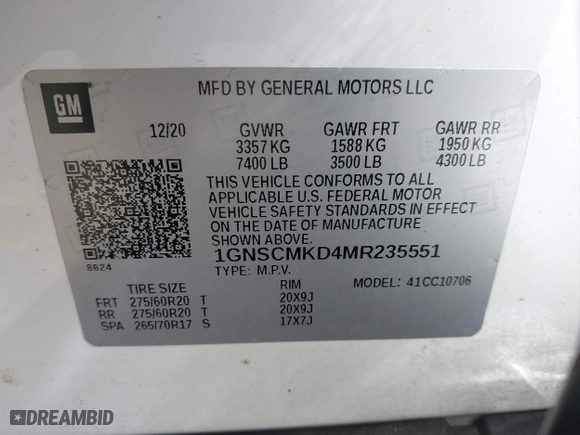 GM
MFD BY GENERAL MOTORS LLC
12/20 GVWR GAWR FRT GAWR RR
3357 KG 1588 KG 1950 KG
7400 LB 3500 LB 4300 LB
THIS VEHICLE CONFORMS TO ALL
APPLICABLE U.S. FEDERAL MOTOR
VEHICLE SAFETY STANDARDS IN EFFECT
ON THE DATE OF MANUFACTURE
SHOWN ABOVE.
8624
1GNSCMKD4MR235551
TYPE: M.P.V. MODEL: 41CC10706
TIRE SIZE RIM
FRT 275/60R20 T 20X9J
RR 275/60R20 T 20X9J
SPA 265/70R17 S 17X7J
DREAMBID